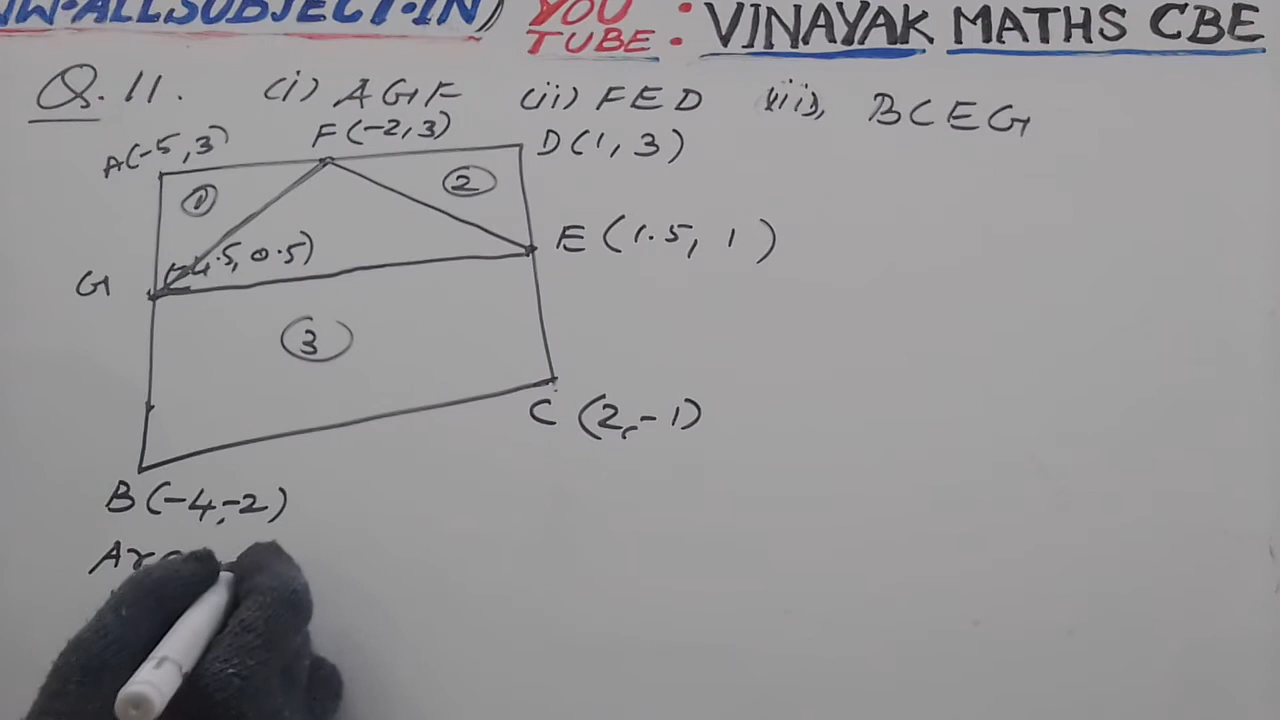 W-ALLSUBJECT.IN) YOU TUBE: VINAYAK MATHS CBE
Q.11. (i) AGF (ii) FED (iii), BCEG
A(-5,3) F(-2,3) D(1,3)
1 2
G (-4.5, 0.5) E(1.5, 1)
3
C (2,-1)
B(-4,-2)